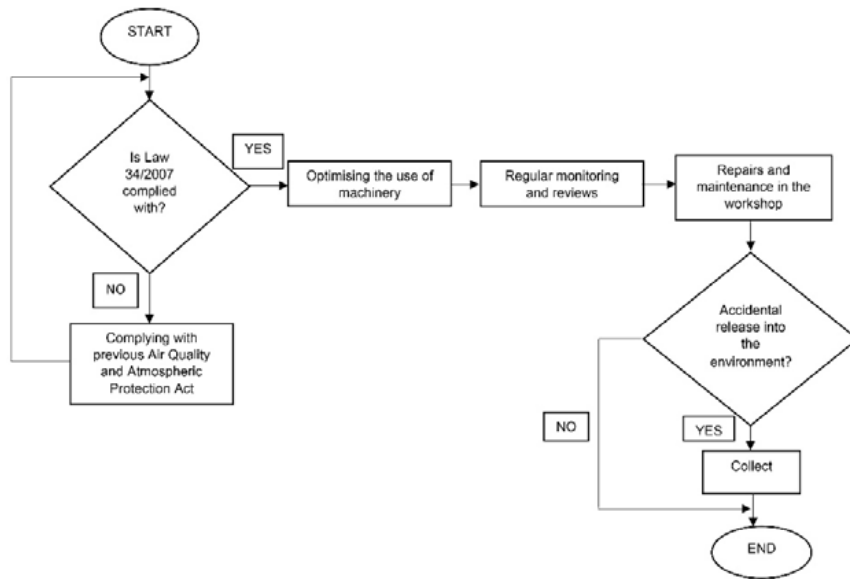 START
Is Law
34/2007
complied
with?
YES
Optimising the use of
machinery
Regular monitoring
and reviews
Repairs and
maintenance in the
workshop
NO
Complying with
previous Air Quality
and Atmospheric
Protection Act
Accidental
release into
the
environment?
NO
YES
Collect
END